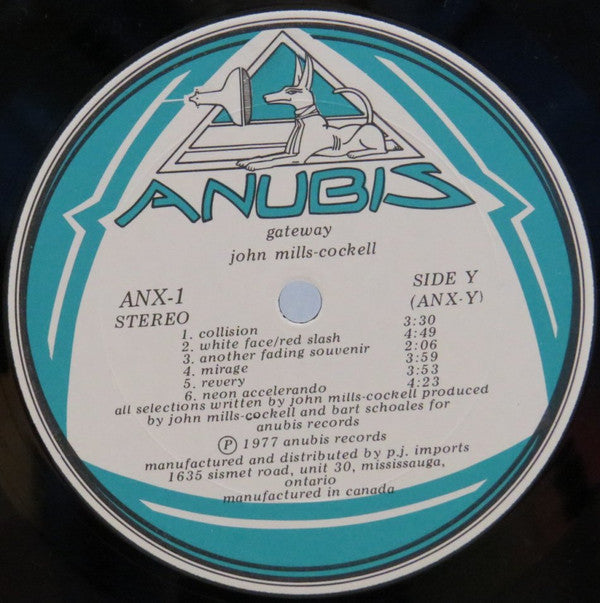 ANUBIS
gateway
john mills-cockell
ANX-1 SIDE Y
STEREO (ANX-Y)
1. collision 3:30
2. white face/red slash 4:49
3. another fading souvenir 2:06
4. mirage 3:59
5. revery 3:53
6. neon accelerando 4:23
all selections written by john mills-cockell produced
by john mills-cockell and bart schoales for
anubis records
Ⓟ 1977 anubis records
manufactured and distributed by p.j. imports
1635 sismet road, unit 30, mississauga,
ontario
manufactured in canada